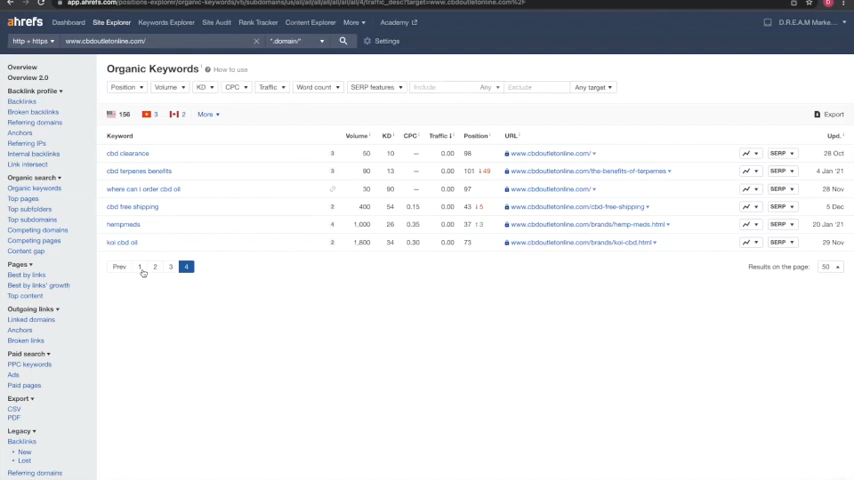 app.ahrefs.com/positions-explorer/organic-keywords/v5/subdomains/us/all/all/all/all/all/all/4/traffic_desc?target=www.cbdoutletonline.com%2F
ahrefs Dashboard Site Explorer Keywords Explorer Site Audit Rank Tracker Content Explorer More Academy D.R.E.A.M Marke...
http + https www.cbdoutletonline.com/ *.domain/* Settings
Overview
Overview 2.0
Backlink profile
Backlinks
Broken backlinks
Referring domains
Anchors
Referring IPs
Internal backlinks
Link intersect
Organic search
Organic keywords
Top pages
Top subfolders
Top subdomains
Competing domains
Competing pages
Content gap
Pages
Best by links
Best by links' growth
Top content
Outgoing links
Linked domains
Anchors
Broken links
Paid search
PPC keywords
Ads
Paid pages
Export
CSV
PDF
Legacy
Backlinks
• New
• Lost
Referring domains
Organic Keywords How to use
Position Volume KD CPC Traffic Word count SERP features Include Any Exclude Any target
156 3 2 More Export
Keyword Volume KD CPC Traffic Position URL Upd.
cbd clearance 3 50 10 — 0.00 98 www.cbdoutletonline.com/ SERP 28 Oct
cbd terpenes benefits 3 90 13 — 0.00 101 ↓49 www.cbdoutletonline.com/the-benefits-of-terpenes SERP 4 Jan '21
where can i order cbd oil 30 90 — 0.00 97 www.cbdoutletonline.com/ SERP 28 Nov
cbd free shipping 2 400 54 0.15 0.00 43 ↓5 www.cbdoutletonline.com/cbd-free-shipping SERP 5 Dec
hempmeds 4 1,000 26 0.35 0.00 37 ↑3 www.cbdoutletonline.com/brands/hemp-meds.html SERP 20 Jan '21
koi cbd oil 3 1,800 34 0.30 0.00 73 www.cbdoutletonline.com/brands/koi-cbd.html SERP 29 Nov
Prev 1 2 3 4 Results on the page: 50